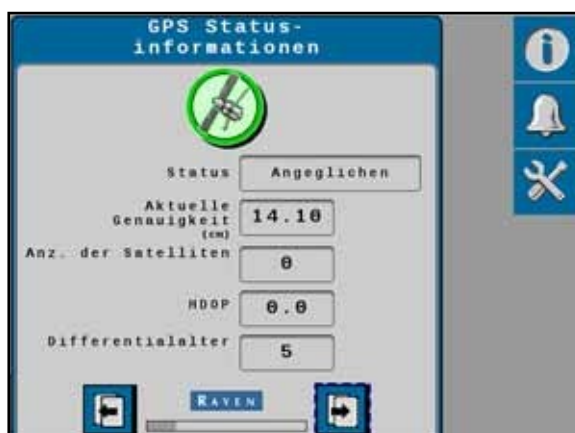 GPS Status-
informationen
Status Angeglichen
Aktuelle
Genauigkeit
(cm)
14.10
Anz. der Satelliten
0
HDOP 0.0
Differentialalter
5
RAVEN